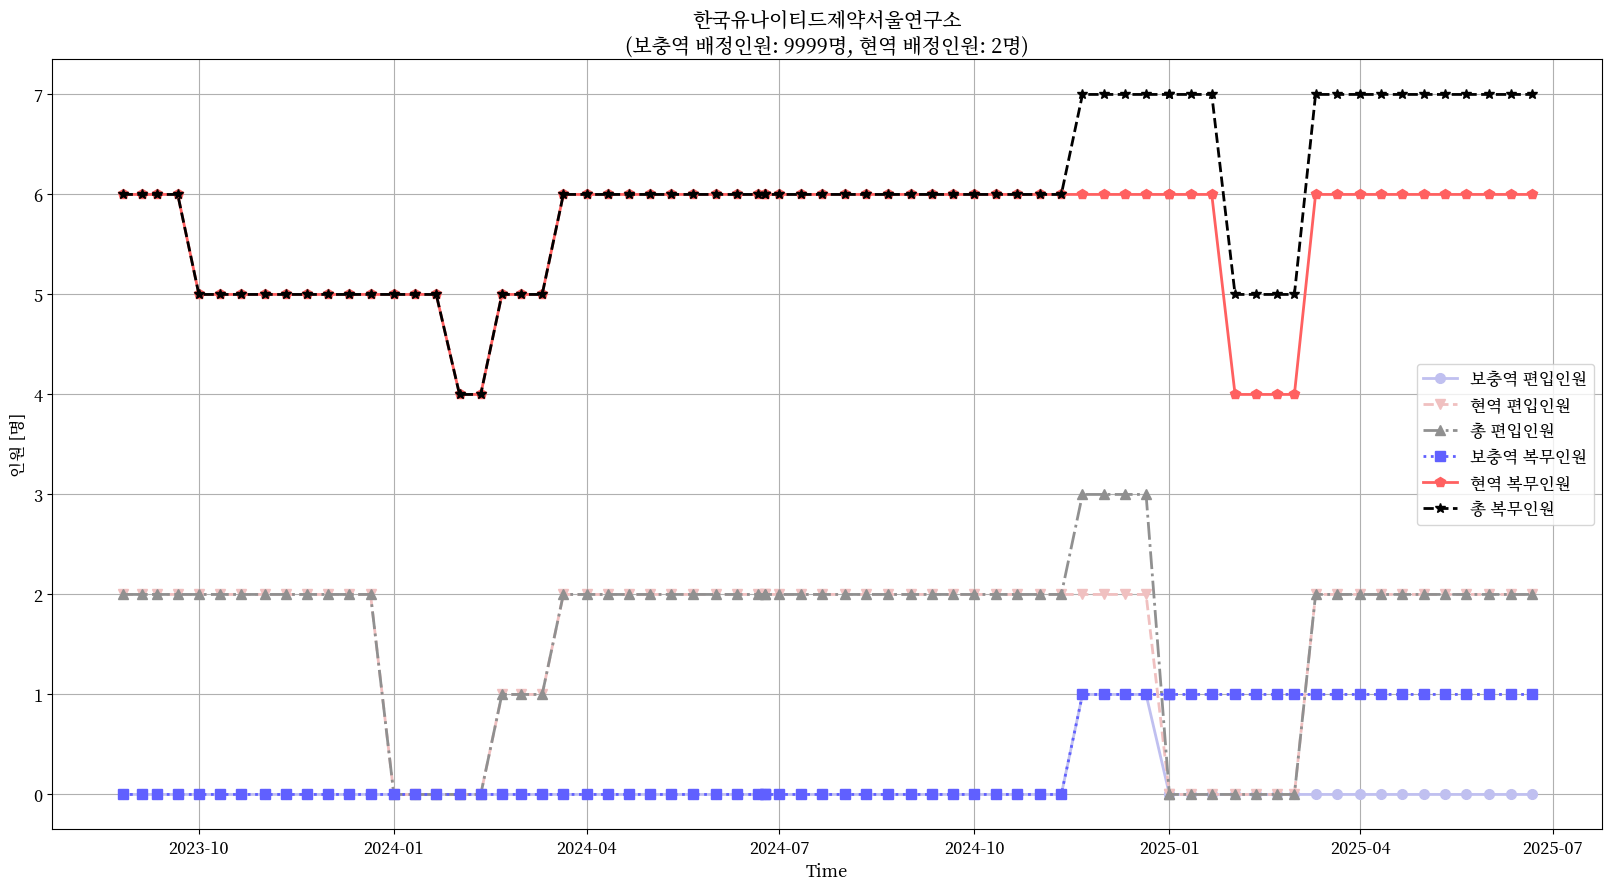 한국유나이티드제약서울연구소
(보충역 배정인원: 9999명, 현역 배정인원: 2명)
7
6
5
4
3
2
1
0
인원 [명]
보충역 편입인원
현역 편입인원
총 편입인원
보충역 복무인원
현역 복무인원
총 복무인원
2023-10
2024-01
2024-04
2024-07
2024-10
2025-01
2025-04
2025-07
Time